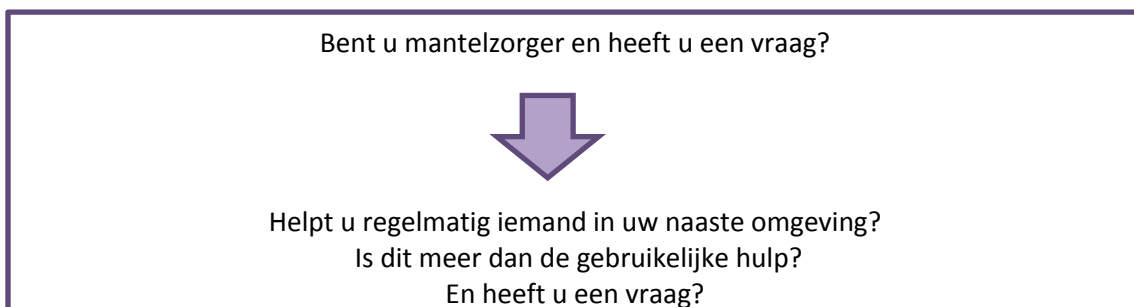 Bent u mantelzorger en heeft u een vraag?
Helpt u regelmatig iemand in uw naaste omgeving?
Is dit meer dan de gebruikelijke hulp?
En heeft u een vraag?